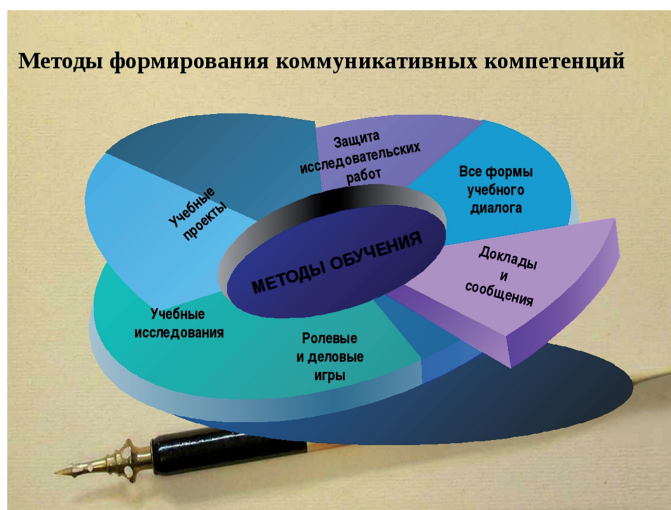 Методы формирования коммуникативных компетенций
Защита
исследовательских
работ
Все формы
учебного
диалога
Учебные
проекты
МЕТОДЫ ОБУЧЕНИЯ
Доклады
и
сообщения
Учебные
исследования
Ролевые
и деловые
игры